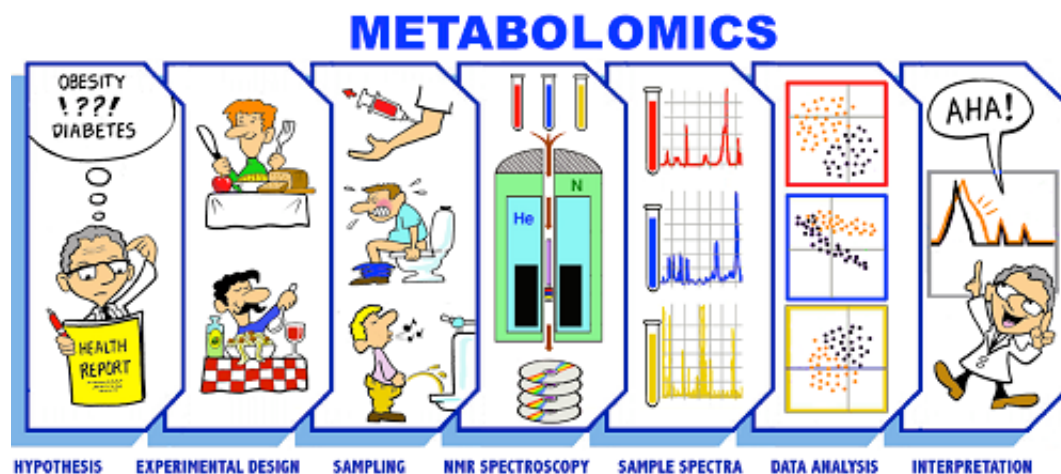 METABOLOMICS
OBESITY
!??!
DIABETES
HEALTH
REPORT
N
He
AHA!
HYPOTHESIS
EXPERIMENTAL DESIGN
SAMPLING
NMR SPECTROSCOPY
SAMPLE SPECTRA
DATA ANALYSIS
INTERPRETATION